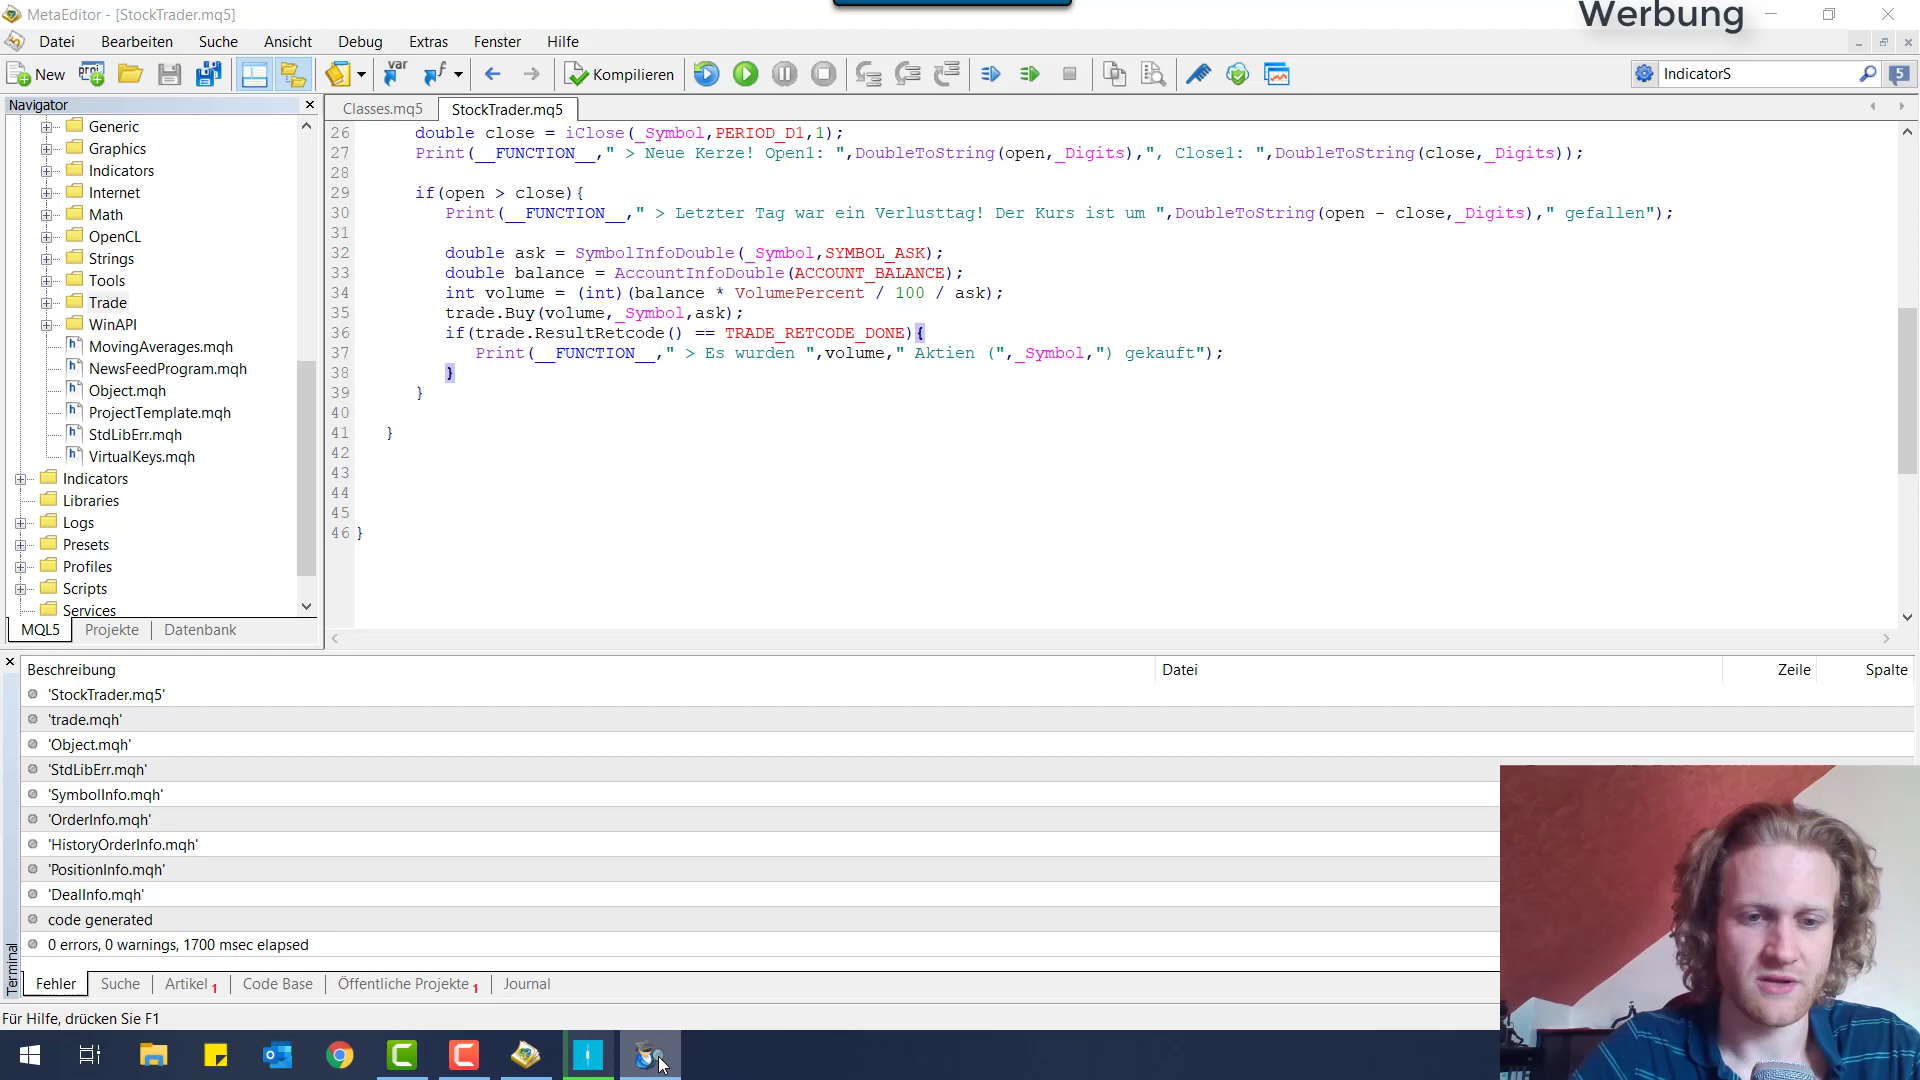 MetaEditor - [StockTrader.mq5]
Werbung
Datei Bearbeiten Suche Ansicht Debug Extras Fenster Hilfe
New
proj
var
Kompilieren
IndicatorS
5
Navigator
Generic
Graphics
Indicators
Internet
Math
OpenCL
Strings
Tools
Trade
WinAPI
MovingAverages.mqh
NewsFeedProgram.mqh
Object.mqh
ProjectTemplate.mqh
StdLibErr.mqh
VirtualKeys.mqh
Indicators
Libraries
Logs
Presets
Profiles
Scripts
Services
MQL5 Projekte Datenbank
Classes.mq5 StockTrader.mq5
26 double close = iClose(_Symbol,PERIOD_D1,1);
27 Print(__FUNCTION__," > Neue Kerze! Open1: ",DoubleToString(open,_Digits),", Close1: ",DoubleToString(close,_Digits));
28
29 if(open > close){
30 Print(__FUNCTION__," > Letzter Tag war ein Verlusttag! Der Kurs ist um ",DoubleToString(open - close,_Digits)," gefallen");
31
32 double ask = SymbolInfoDouble(_Symbol,SYMBOL_ASK);
33 double balance = AccountInfoDouble(ACCOUNT_BALANCE);
34 int volume = (int)(balance * VolumePercent / 100 / ask);
35 trade.Buy(volume,_Symbol,ask);
36 if(trade.ResultRetcode() == TRADE_RETCODE_DONE){
37 Print(__FUNCTION__," > Es wurden ",volume," Aktien (",_Symbol,") gekauft");
38 }
39 }
40
41 }
42
43
44
45
46 }
Beschreibung Datei Zeile Spalte
'StockTrader.mq5'
'trade.mqh'
'Object.mqh'
'StdLibErr.mqh'
'SymbolInfo.mqh'
'OrderInfo.mqh'
'HistoryOrderInfo.mqh'
'PositionInfo.mqh'
'DealInfo.mqh'
code generated
0 errors, 0 warnings, 1700 msec elapsed
Terminal
Fehler Suche Artikel 1 Code Base Öffentliche Projekte 1 Journal
Für Hilfe, drücken Sie F1